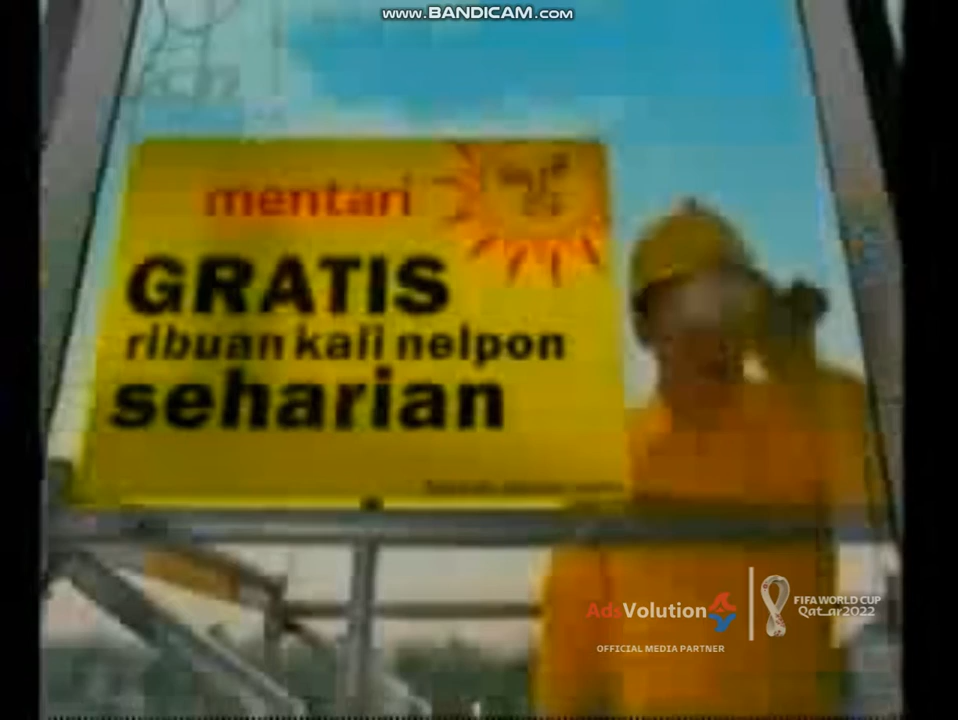 www.BANDICAM.com
mentari
GRATIS
ribuan kali nelpon
seharian
AdsVolution
FIFA WORLD CUP
Qatar2022
OFFICIAL MEDIA PARTNER